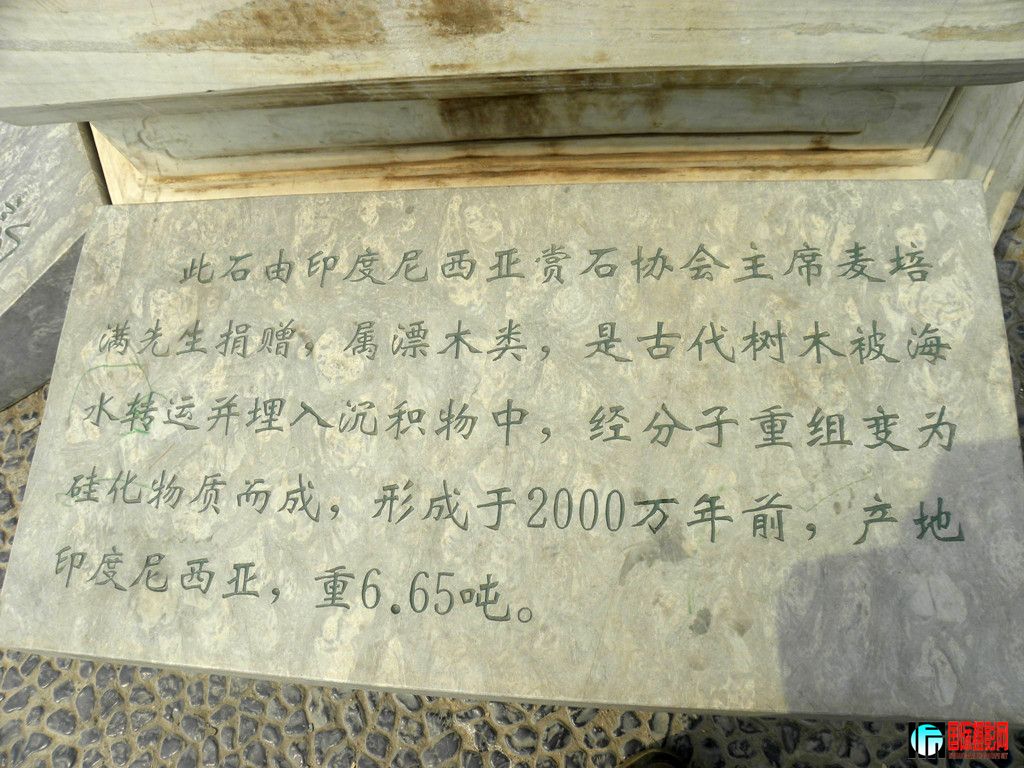 此石由印度尼西亚赏石协会主席麦培
满先生捐赠，属漂木类，是古代树木被海
水转运并埋入沉积物中，经分子重组变为
硅化物质而成，形成于2000万年前，产地
印度尼西亚，重6.65吨。